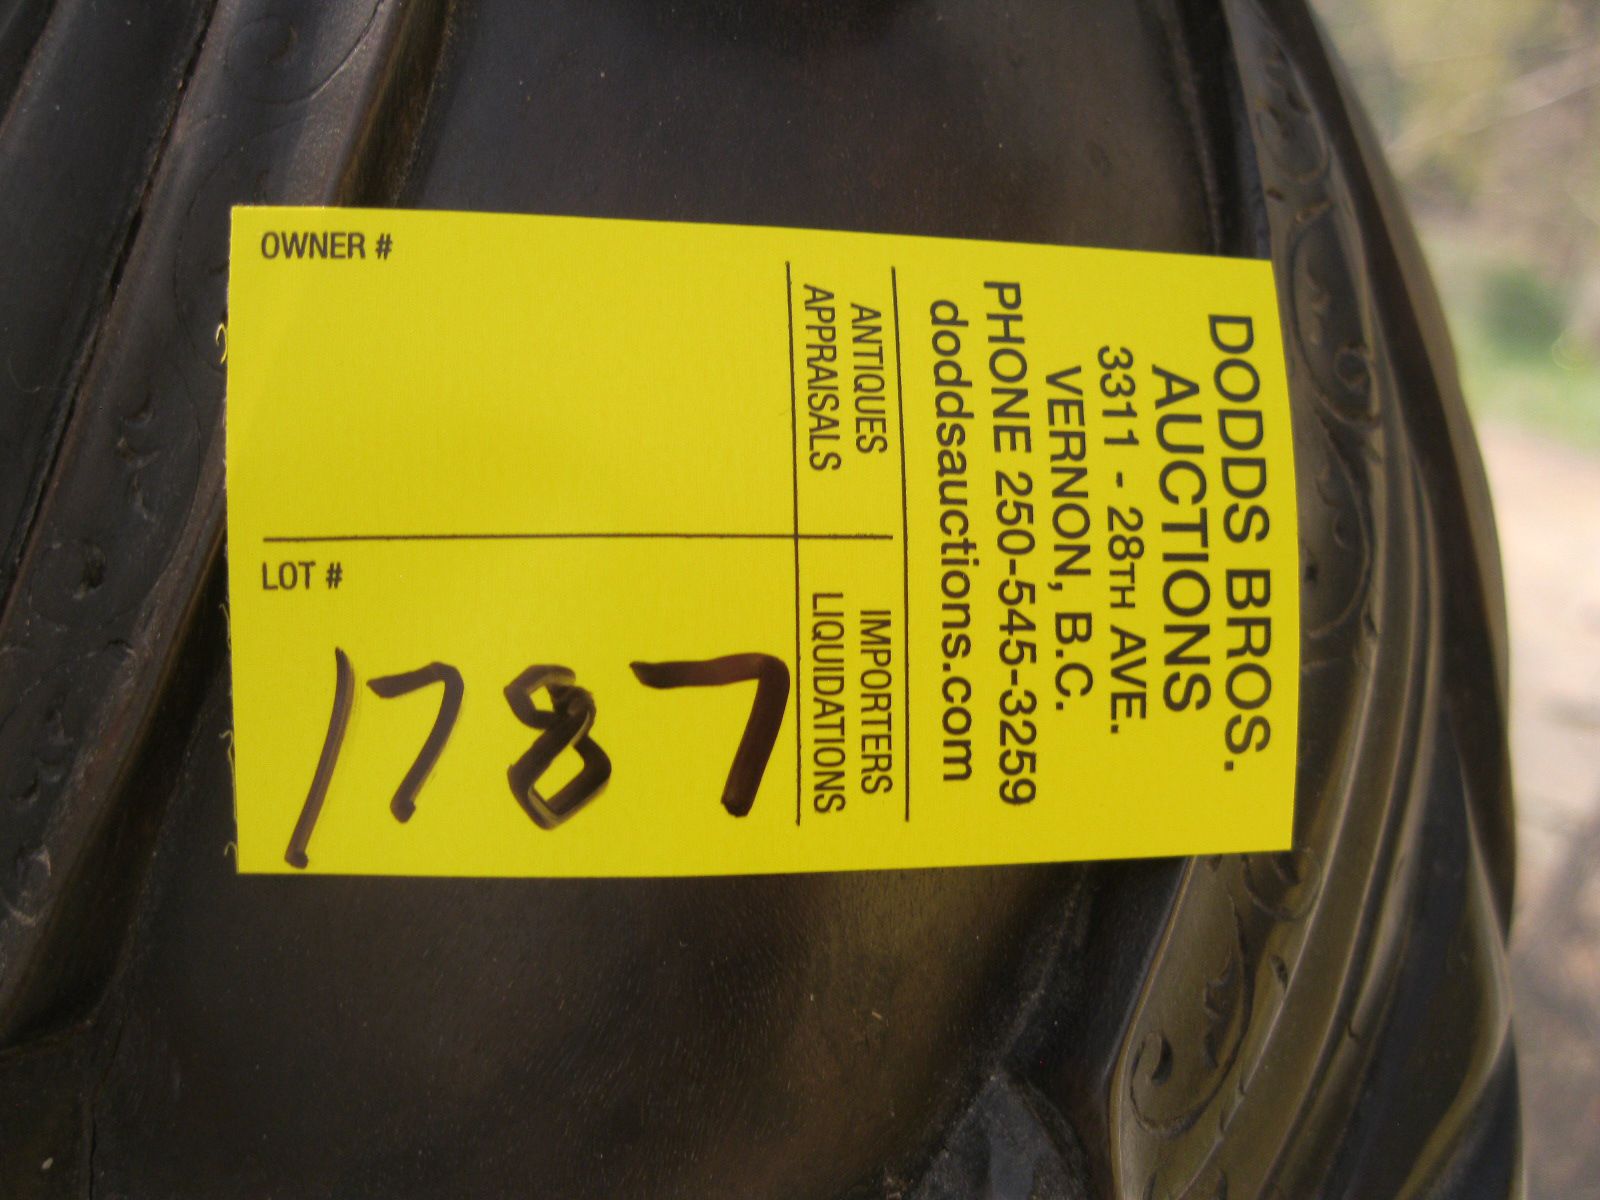 DODDS BROS.
AUCTIONS
3311 - 28TH AVE.
VERNON, B.C.
PHONE 250-545-3259
doddsauctions.com
ANTIQUES
APPRAISALS
IMPORTERS
LIQUIDATIONS
OWNER #
LOT #
1787